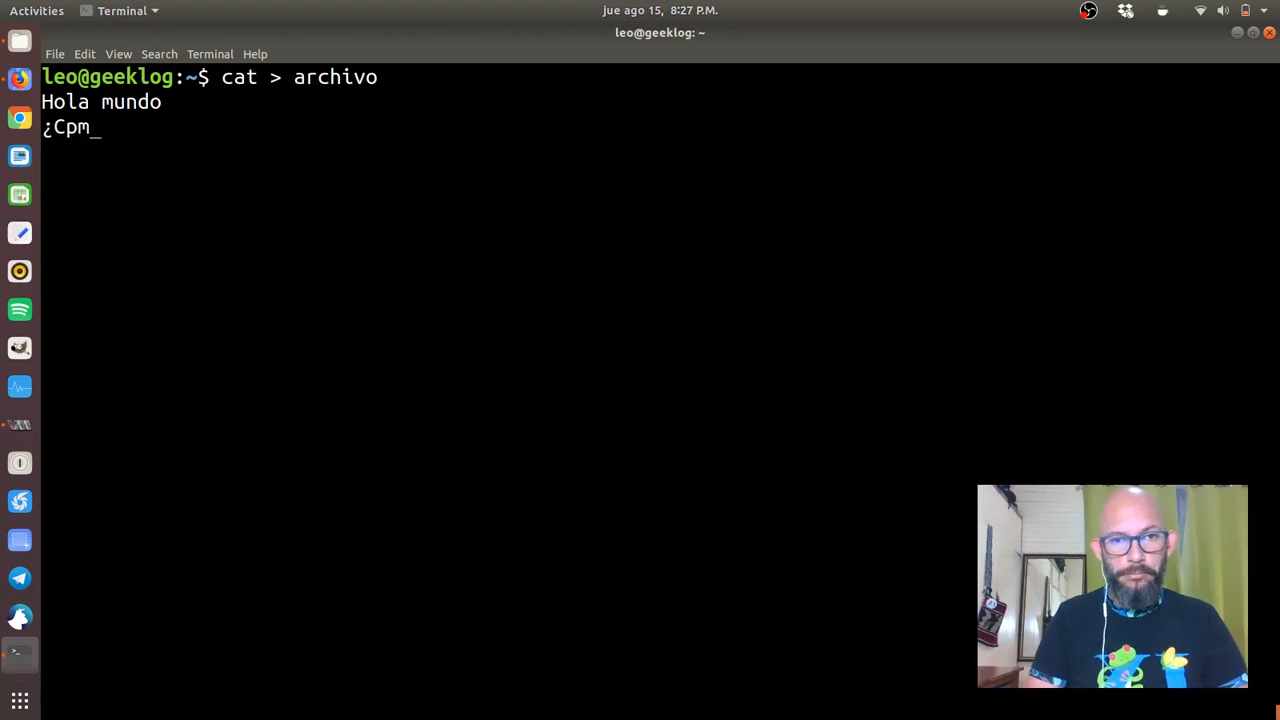 Activities Terminal jue ago 15, 8:27 P.M.
leo@geeklog: ~
File Edit View Search Terminal Help
leo@geeklog:~$ cat > archivo
Hola mundo
¿Cpm_